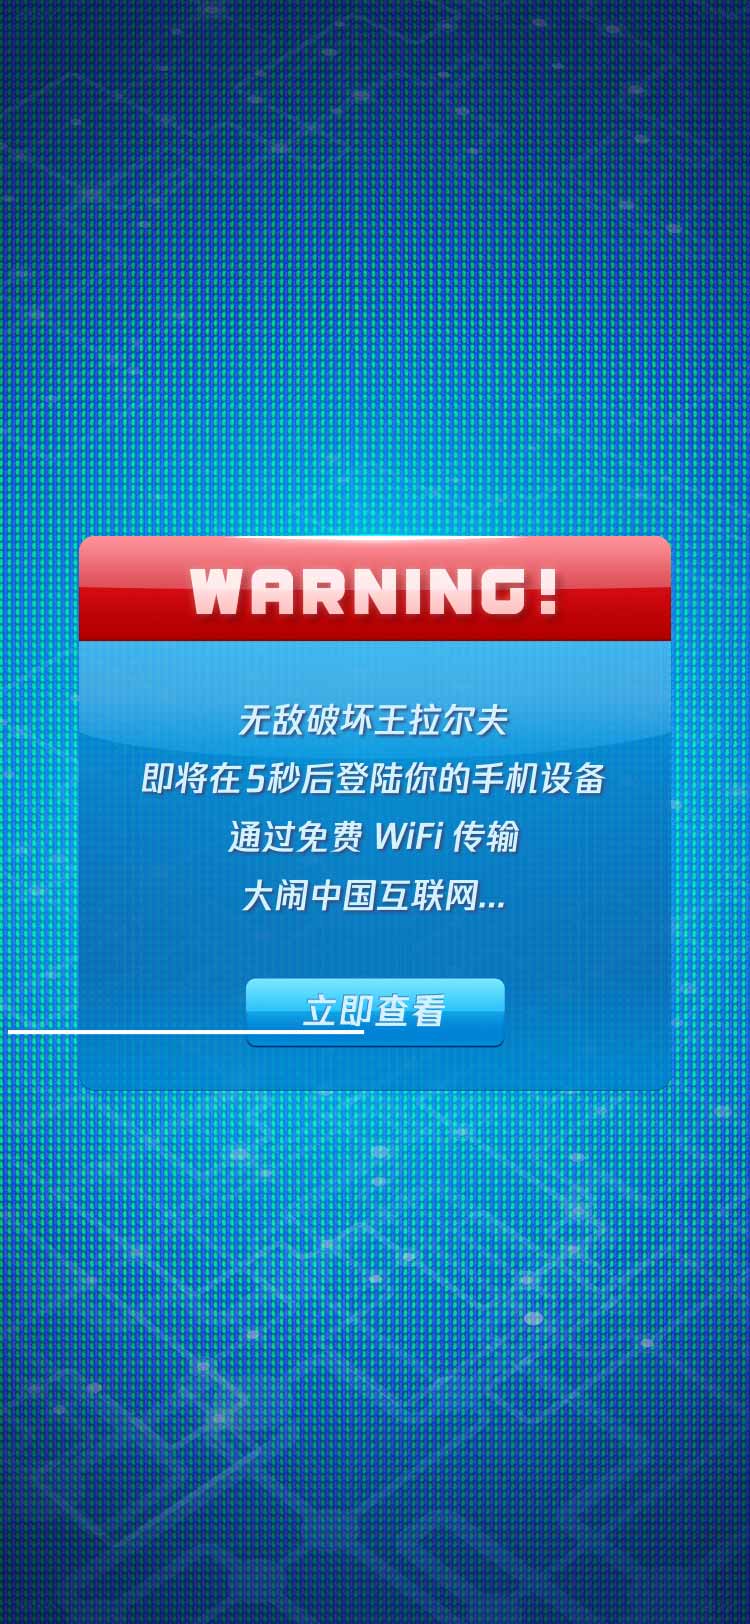 WARNING!
无敌破坏王拉尔夫
即将在5秒后登陆你的手机设备
通过免费 WiFi 传输
大闹中国互联网...
立即查看